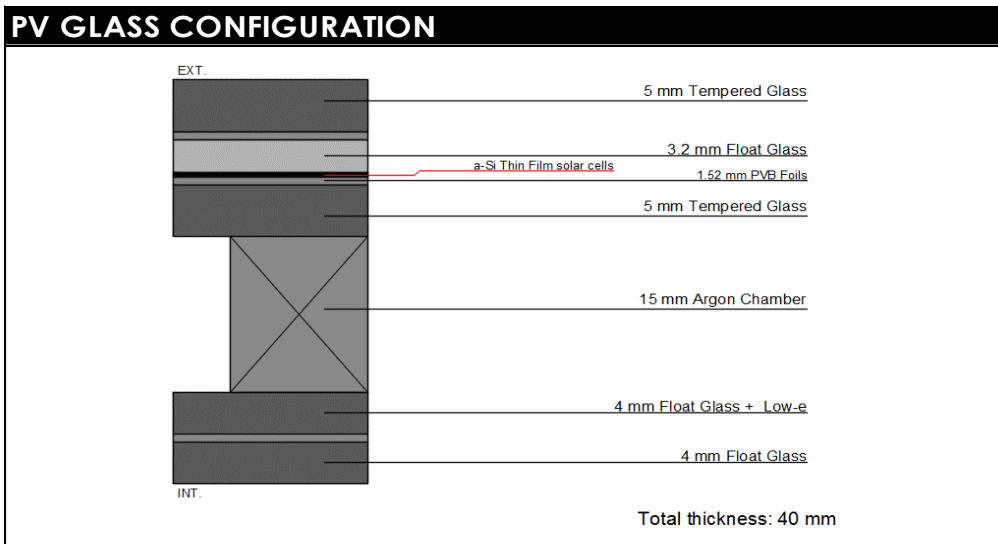 PV GLASS CONFIGURATION
EXT.
5 mm Tempered Glass
3.2 mm Float Glass
a-Si Thin Film solar cells
1.52 mm PVB Foils
5 mm Tempered Glass
15 mm Argon Chamber
4 mm Float Glass + Low-e
4 mm Float Glass
INT.
Total thickness: 40 mm